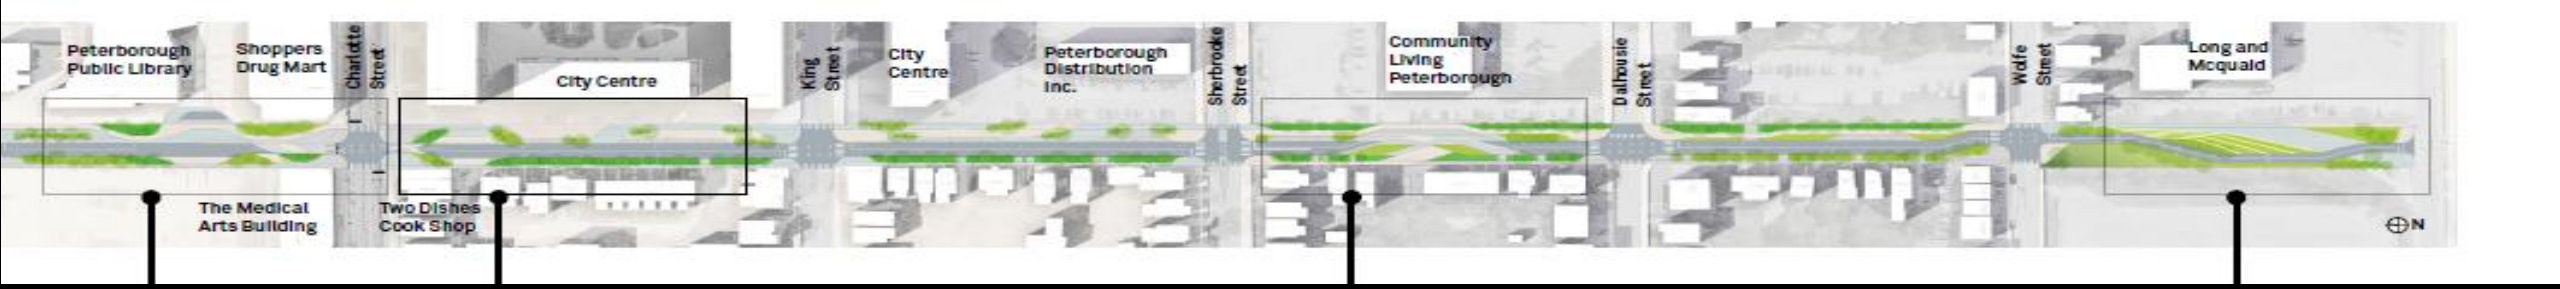 Peterborough
Public Library
Shoppers
Drug Mart
Charlotte
Street
City Centre
King
Street
City
Centre
Peterborough
Distribution
Inc.
Sherbrooke
Street
Community
Living
Peterborough
Dalhousie
Street
Wolfe
Street
Long and
Mcquaid
The Medical
Arts Building
Two Dishes
Cook Shop
N